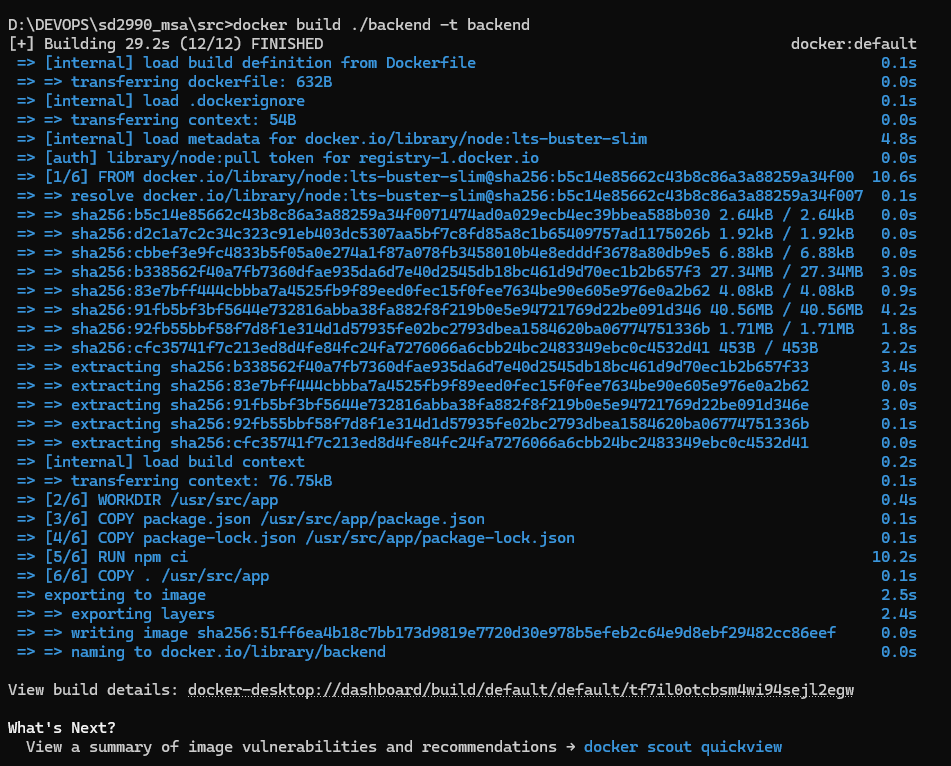 D:\DEVOPS\sd2990_msa\src>docker build ./backend -t backend
[+] Building 29.2s (12/12) FINISHED docker:default
=> [internal] load build definition from Dockerfile 0.1s
=> => transferring dockerfile: 632B 0.0s
=> [internal] load .dockerignore 0.1s
=> => transferring context: 54B 0.0s
=> [internal] load metadata for docker.io/library/node:lts-buster-slim 4.8s
=> [auth] library/node:pull token for registry-1.docker.io 0.0s
=> [1/6] FROM docker.io/library/node:lts-buster-slim@sha256:b5c14e85662c43b8c86a3a88259a34f00 10.6s
=> => resolve docker.io/library/node:lts-buster-slim@sha256:b5c14e85662c43b8c86a3a88259a34f007 0.1s
=> => sha256:b5c14e85662c43b8c86a3a88259a34f0071474ad0a029ecb4ec39bbea588b030 2.64kB / 2.64kB 0.0s
=> => sha256:d2c1a7c2c34c323c91eb403dc5307aa5bf7c8fd85a8c1b65409757ad1175026b 1.92kB / 1.92kB 0.0s
=> => sha256:cbbef3e9fc4833b5f05a0e274a1f87a078fb3458010b4e8edddf3678a80db9e5 6.88kB / 6.88kB 0.0s
=> => sha256:b338562f40a7fb7360dfae935da6d7e40d2545db18bc461d9d70ec1b2b657f3 27.34MB / 27.34MB 3.0s
=> => sha256:83e7bff444cbbba7a4525fb9f89eed0fec15f0fee7634be90e605e976e0a2b62 4.08kB / 4.08kB 0.9s
=> => sha256:91fb5bf3bf5644e732816abba38fa882f8f219b0e5e94721769d22be091d346 40.56MB / 40.56MB 4.2s
=> => sha256:92fb55bbf58f7d8f1e314d1d57935fe02bc2793dbea1584620ba06774751336b 1.71MB / 1.71MB 1.8s
=> => sha256:cfc35741f7c213ed8d4fe84fc24fa7276066a6cbb24bc2483349ebc0c4532d41 453B / 453B 2.2s
=> => extracting sha256:b338562f40a7fb7360dfae935da6d7e40d2545db18bc461d9d70ec1b2b657f33 3.4s
=> => extracting sha256:83e7bff444cbbba7a4525fb9f89eed0fec15f0fee7634be90e605e976e0a2b62 0.0s
=> => extracting sha256:91fb5bf3bf5644e732816abba38fa882f8f219b0e5e94721769d22be091d346e 3.0s
=> => extracting sha256:92fb55bbf58f7d8f1e314d1d57935fe02bc2793dbea1584620ba06774751336b 0.1s
=> => extracting sha256:cfc35741f7c213ed8d4fe84fc24fa7276066a6cbb24bc2483349ebc0c4532d41 0.0s
=> [internal] load build context 0.2s
=> => transferring context: 76.75kB 0.1s
=> [2/6] WORKDIR /usr/src/app 0.4s
=> [3/6] COPY package.json /usr/src/app/package.json 0.1s
=> [4/6] COPY package-lock.json /usr/src/app/package-lock.json 0.1s
=> [5/6] RUN npm ci 10.2s
=> [6/6] COPY . /usr/src/app 0.1s
=> exporting to image 2.5s
=> => exporting layers 2.4s
=> => writing image sha256:51ff6ea4b18c7bb173d9819e7720d30e978b5efeb2c64e9d8ebf29482cc86eef 0.0s
=> => naming to docker.io/library/backend 0.0s
View build details: docker-desktop://dashboard/build/default/default/tf7il0otcbsm4wi94sejl2egw
What's Next?
View a summary of image vulnerabilities and recommendations → docker scout quickview